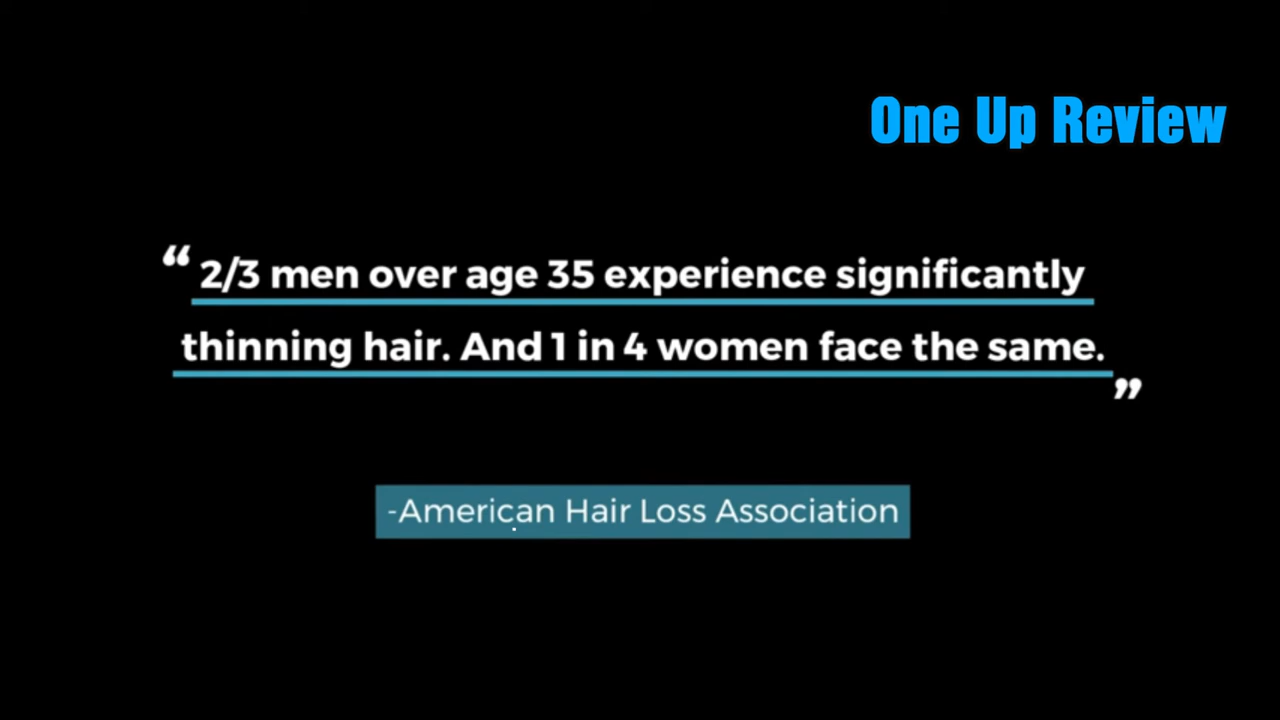 One Up Review
“ 2/3 men over age 35 experience significantly
thinning hair. And 1 in 4 women face the same. ”
-American Hair Loss Association